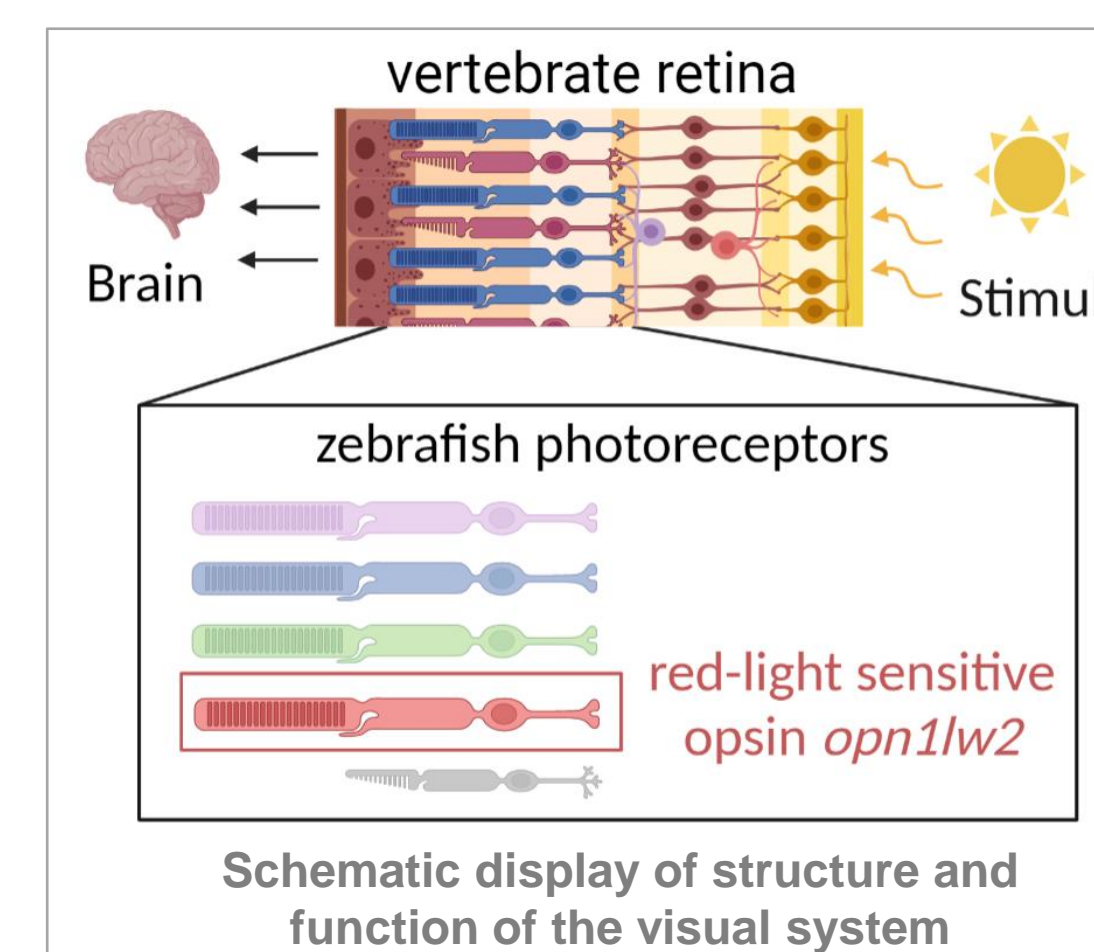 vertebrate retina
Brain
Stimu
zebrafish photoreceptors
red-light sensitive
opsin opn1lw2
Schematic display of structure and
function of the visual system